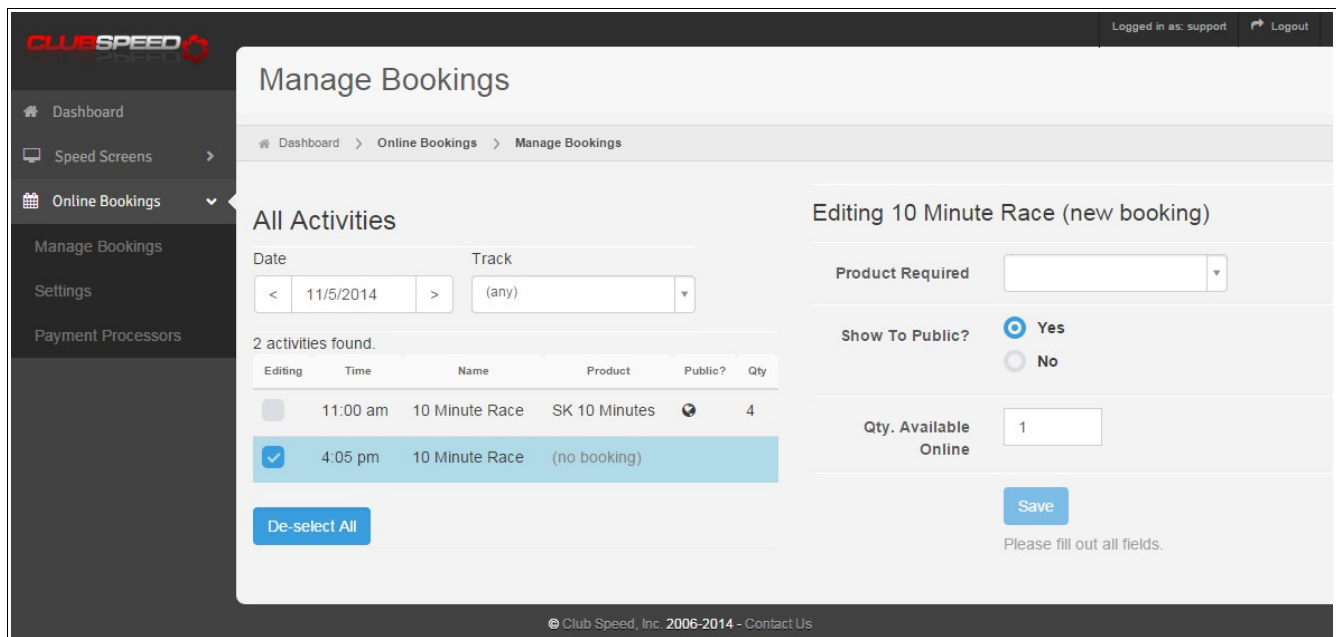 Logged in as: support Logout
CLUBSPEED
Manage Bookings
Dashboard
Dashboard > Online Bookings > Manage Bookings
Speed Screens >
Online Bookings
Manage Bookings
Settings
Payment Processors
All Activities
Date Track
< 11/5/2014 > (any)
2 activities found.
Editing Time Name Product Public? Qty
11:00 am 10 Minute Race SK 10 Minutes 4
4:05 pm 10 Minute Race (no booking)
De-select All
Editing 10 Minute Race (new booking)
Product Required
Show To Public? Yes
No
Qty. Available
Online
1
Save
Please fill out all fields.
© Club Speed, Inc. 2006-2014 - Contact Us